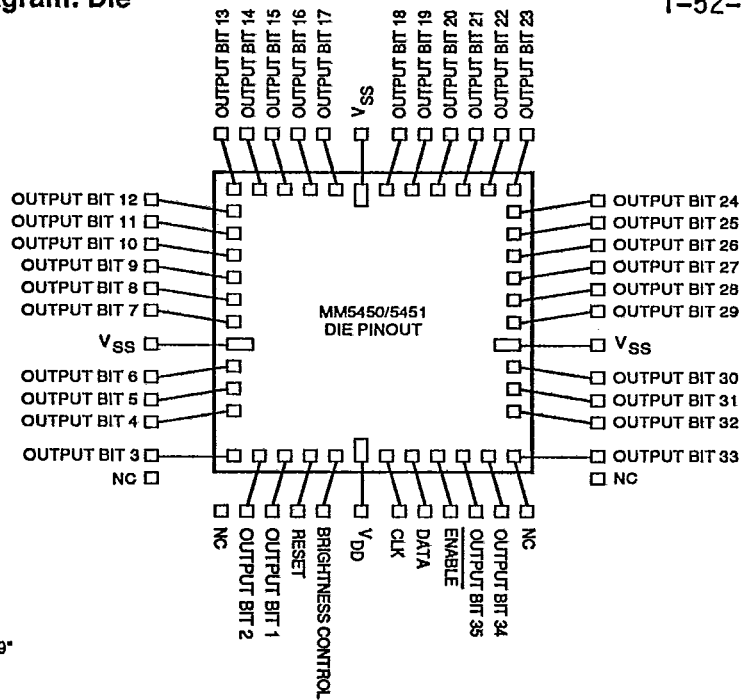 gram: Die
T-52-
OUTPUT BIT 13
OUTPUT BIT 14
OUTPUT BIT 15
OUTPUT BIT 16
OUTPUT BIT 17
VSS
OUTPUT BIT 18
OUTPUT BIT 19
OUTPUT BIT 20
OUTPUT BIT 21
OUTPUT BIT 22
OUTPUT BIT 23
OUTPUT BIT 12
OUTPUT BIT 11
OUTPUT BIT 10
OUTPUT BIT 9
OUTPUT BIT 8
OUTPUT BIT 7
VSS
OUTPUT BIT 6
OUTPUT BIT 5
OUTPUT BIT 4
OUTPUT BIT 3
NC
MM5450/5451
DIE PINOUT
OUTPUT BIT 24
OUTPUT BIT 25
OUTPUT BIT 26
OUTPUT BIT 27
OUTPUT BIT 28
OUTPUT BIT 29
VSS
OUTPUT BIT 30
OUTPUT BIT 31
OUTPUT BIT 32
OUTPUT BIT 33
NC
NC
OUTPUT BIT 2
OUTPUT BIT 1
RESET
BRIGHTNESS CONTROL
VDD
CLK
DATA
ENABLE
OUTPUT BIT 35
OUTPUT BIT 34
NC
9"